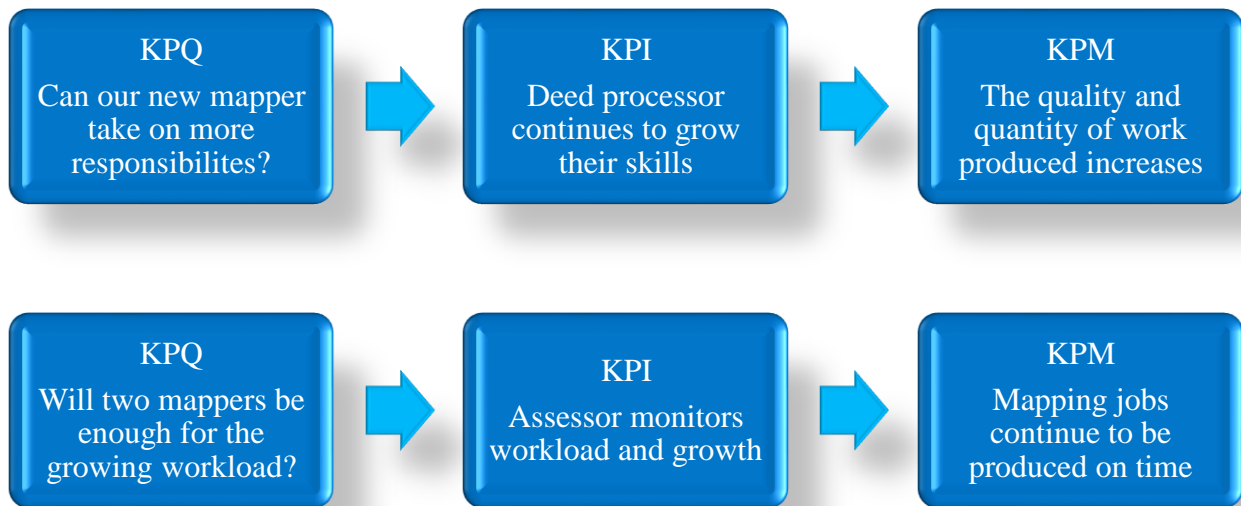 KPQ
Can our new mapper
take on more
responsibilites?
KPI
Deed processor
continues to grow
their skills
KPM
The quality and
quantity of work
produced increases
KPQ
Will two mappers be
enough for the
growing workload?
KPI
Assessor monitors
workload and growth
KPM
Mapping jobs
continue to be
produced on time